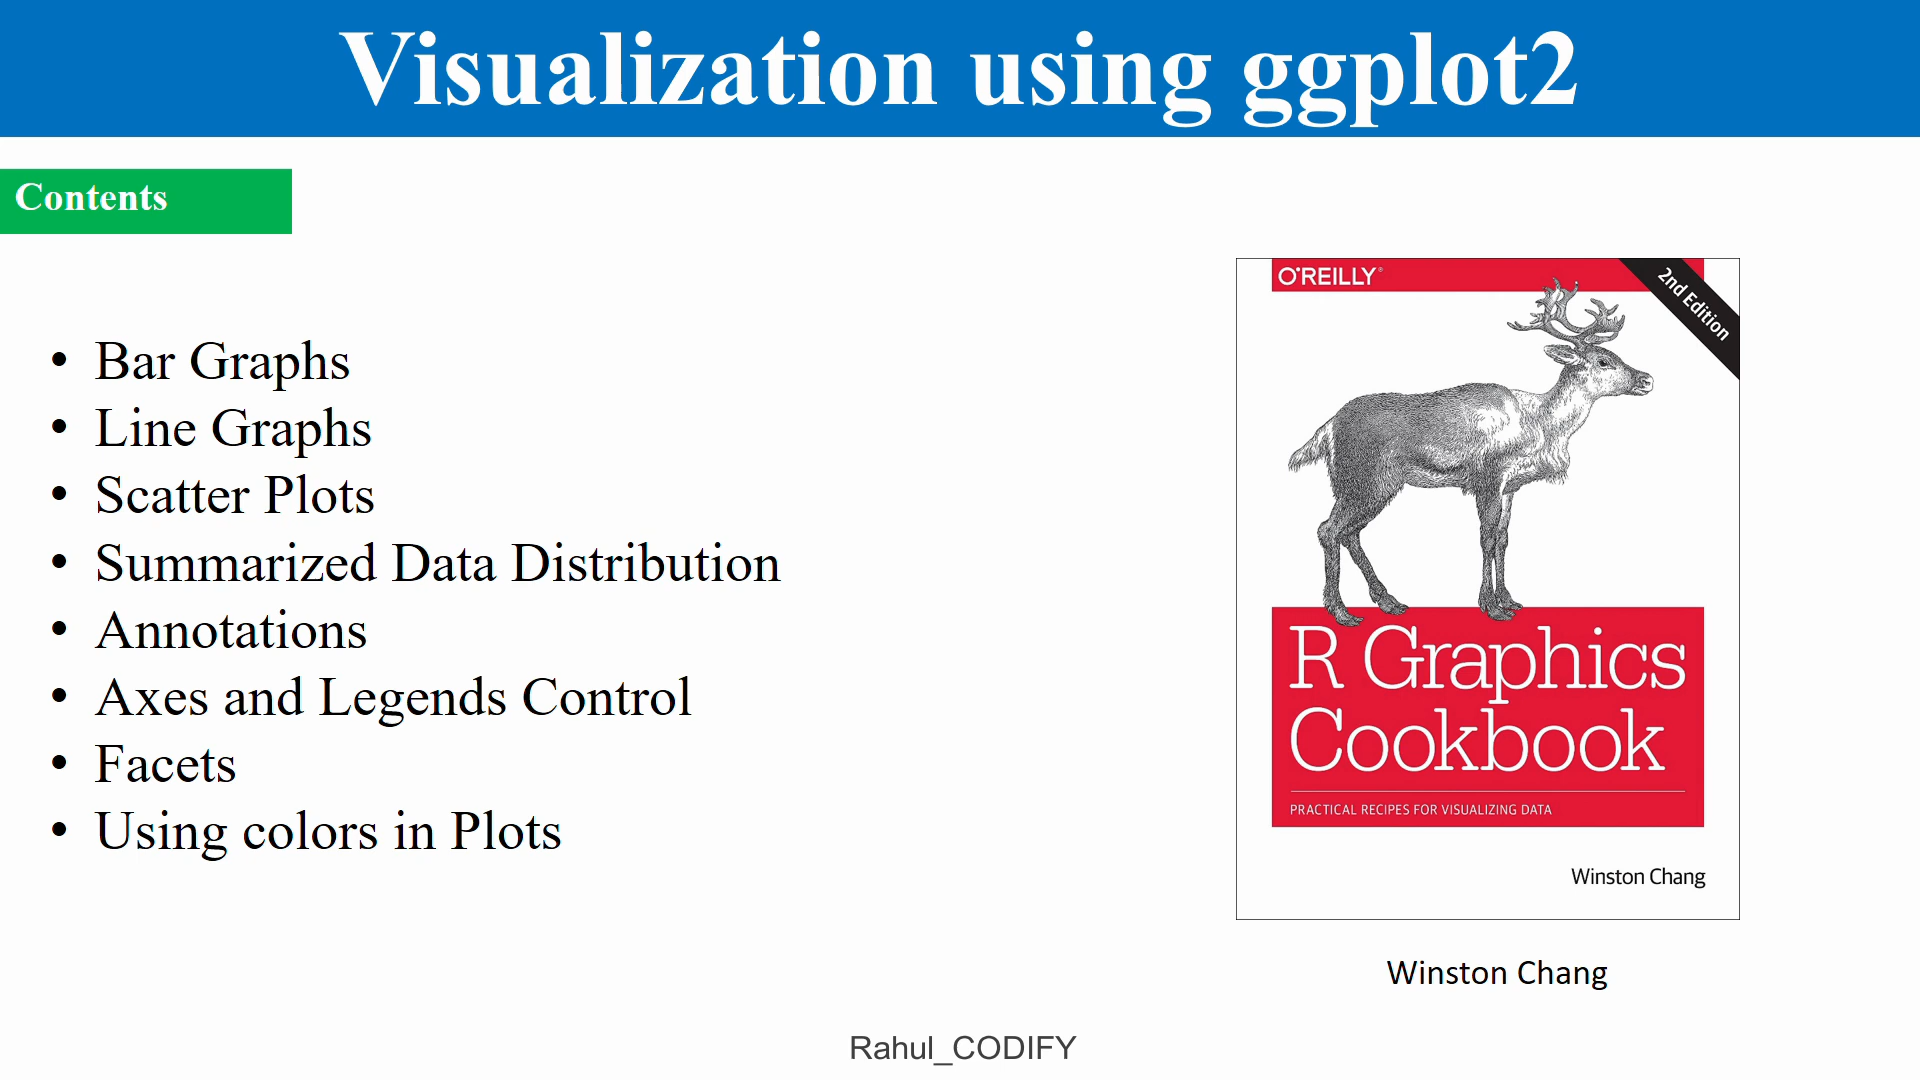 Visualization using ggplot2
Contents
• Bar Graphs
• Line Graphs
• Scatter Plots
• Summarized Data Distribution
• Annotations
• Axes and Legends Control
• Facets
• Using colors in Plots
O'REILLY®
2nd Edition
R Graphics
Cookbook
PRACTICAL RECIPES FOR VISUALIZING DATA
Winston Chang
Winston Chang
Rahul_CODIFY